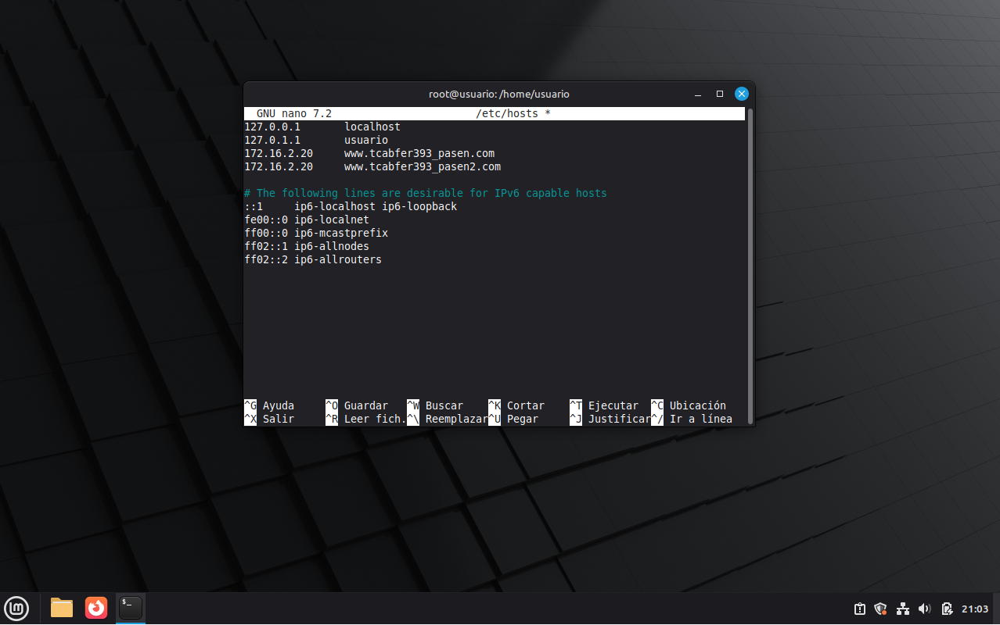 root@usuario: /home/usuario
GNU nano 7.2 /etc/hosts *
127.0.0.1 localhost
127.0.1.1 usuario
172.16.2.20 www.tcabfer393_pasen.com
172.16.2.20 www.tcabfer393_pasen2.com
# The following lines are desirable for IPv6 capable hosts
::1 ip6-localhost ip6-loopback
fe00::0 ip6-localnet
ff00::0 ip6-mcastprefix
ff02::1 ip6-allnodes
ff02::2 ip6-allrouters
^G Ayuda ^O Guardar ^W Buscar ^K Cortar ^T Ejecutar ^C Ubicación
^X Salir ^R Leer fich. ^\ Reemplazar ^U Pegar ^J Justificar ^/ Ir a línea
$_
21:03